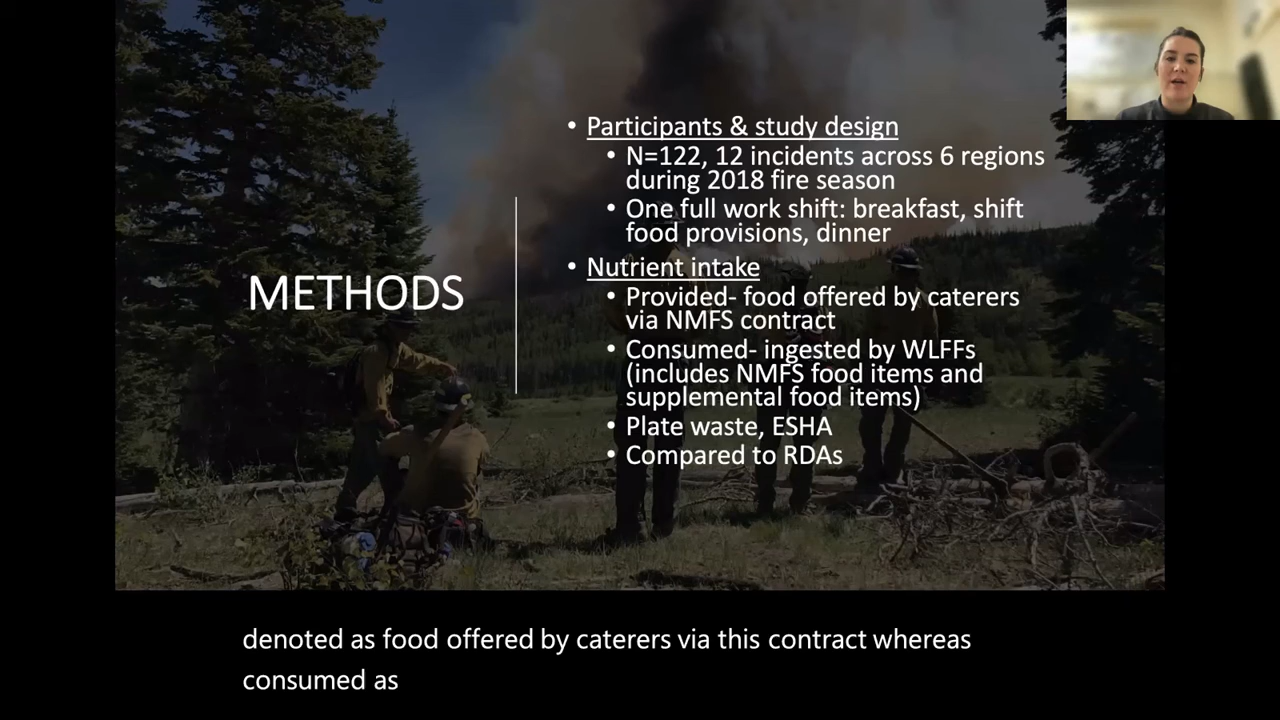 METHODS
• Participants & study design
• N=122, 12 incidents across 6 regions
during 2018 fire season
• One full work shift: breakfast, shift
food provisions, dinner
• Nutrient intake
• Provided- food offered by caterers
via NMFS contract
• Consumed- ingested by WLFFs
(includes NMFS food items and
supplemental food items)
• Plate waste, ESHA
• Compared to RDAs
denoted as food offered by caterers via this contract whereas
consumed as